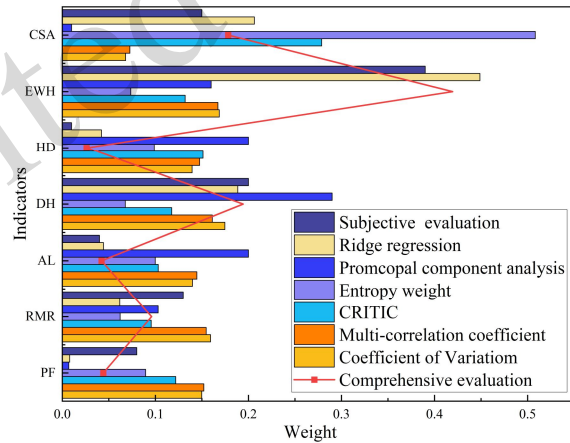 CSA
EWH
HD
DH
AL
RMR
PF
Indicators
Subjective evaluation
Ridge regression
Promcopal component analysis
Entropy weight
CRITIC
Multi-correlation coefficient
Coefficient of Variatiom
Comprehensive evaluation
0.0 0.1 0.2 0.3 0.4 0.5
Weight